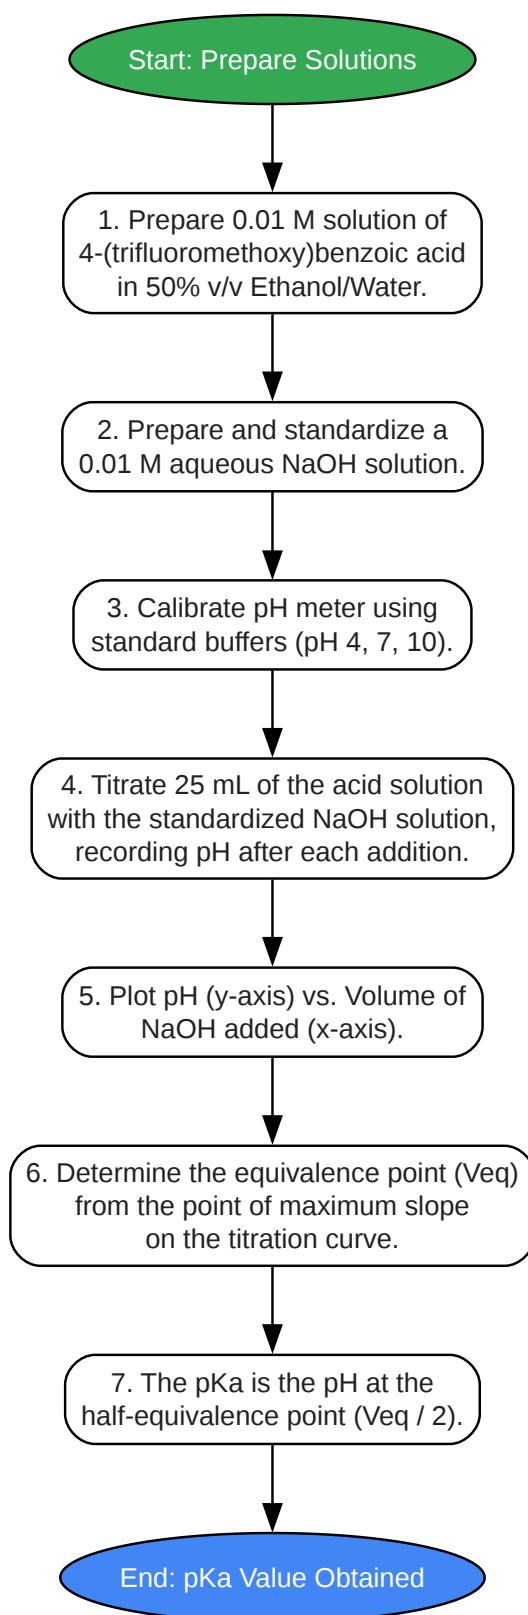 Start: Prepare Solutions
1. Prepare 0.01 M solution of
4-(trifluoromethoxy)benzoic acid
in 50% v/v Ethanol/Water.
2. Prepare and standardize a
0.01 M aqueous NaOH solution.
3. Calibrate pH meter using
standard buffers (pH 4, 7, 10).
4. Titrate 25 mL of the acid solution
with the standardized NaOH solution,
recording pH after each addition.
5. Plot pH (y-axis) vs. Volume of
NaOH added (x-axis).
6. Determine the equivalence point (Veq)
from the point of maximum slope
on the titration curve.
7. The pKa is the pH at the
half-equivalence point (Veq / 2).
End: pKa Value Obtained